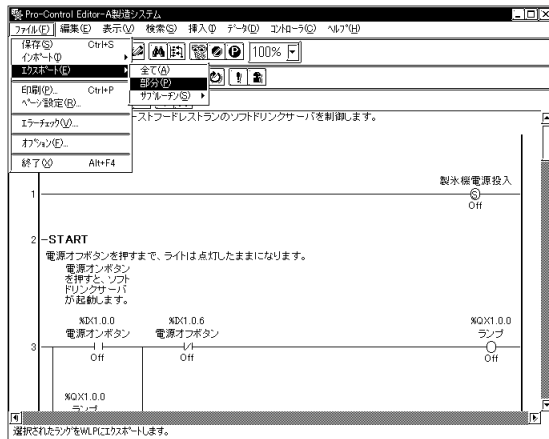 Pro-Control Editor-A製造システム
ファイル(F) 編集(E) 表示(V) 検索(S) 挿入(I) データ(D) コントローラ(C) ヘルプ(H)
保存(S) Ctrl+S
インポート(I)
エクスポート(E)
全て(A)
部分(P)
サブルーチン(S)
印刷(P)... Ctrl+P
ページ設定(R)...
エラーチェック(V)...
オプション(F)...
終了(X) Alt+F4
100%
ストフードレストランのソフトドリンクサーバを制御します。
製氷機電源投入
1
S
Off
2 -START
電源オフボタンを押すまで、ライトは点灯したままになります。
電源オンボタン
を押すと、ソフト
ドリンクサーバ
が起動します。
%IX1.0.0 %IX1.0.6 %QX1.0.0
電源オンボタン 電源オフボタン ランプ
3
Off Off Off
%QX1.0.0
ランプ
選択されたラングをWLPにエクスポートします。